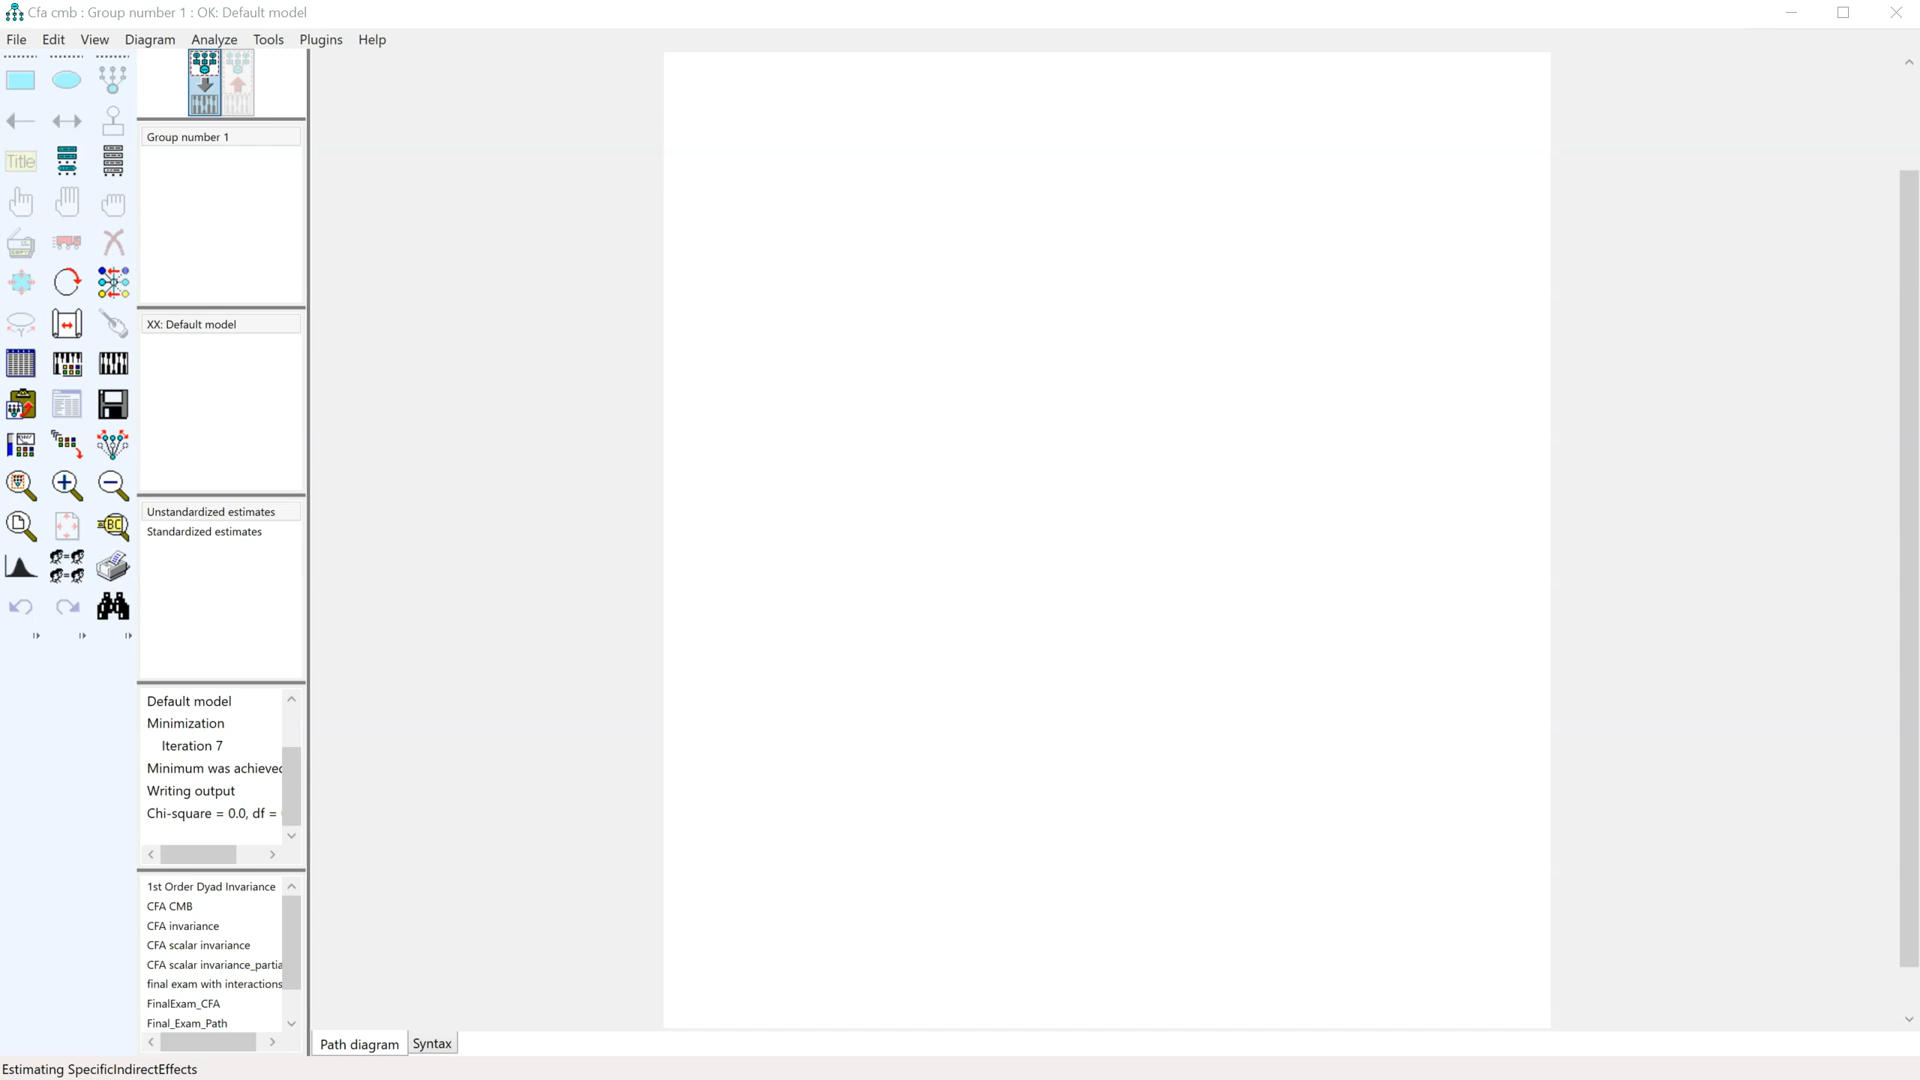 Cfa cmb : Group number 1 : OK: Default model
File Edit View Diagram Analyze Tools Plugins Help
Title
COPY
BC
Group number 1
XX: Default model
Unstandardized estimates
Standardized estimates
Default model
Minimization
Iteration 7
Minimum was achieved
Writing output
Chi-square = 0.0, df =
1st Order Dyad Invariance
CFA CMB
CFA invariance
CFA scalar invariance
CFA scalar invariance_partia
final exam with interactions
FinalExam_CFA
Final_Exam_Path
Path diagram Syntax
Estimating SpecificIndirectEffects